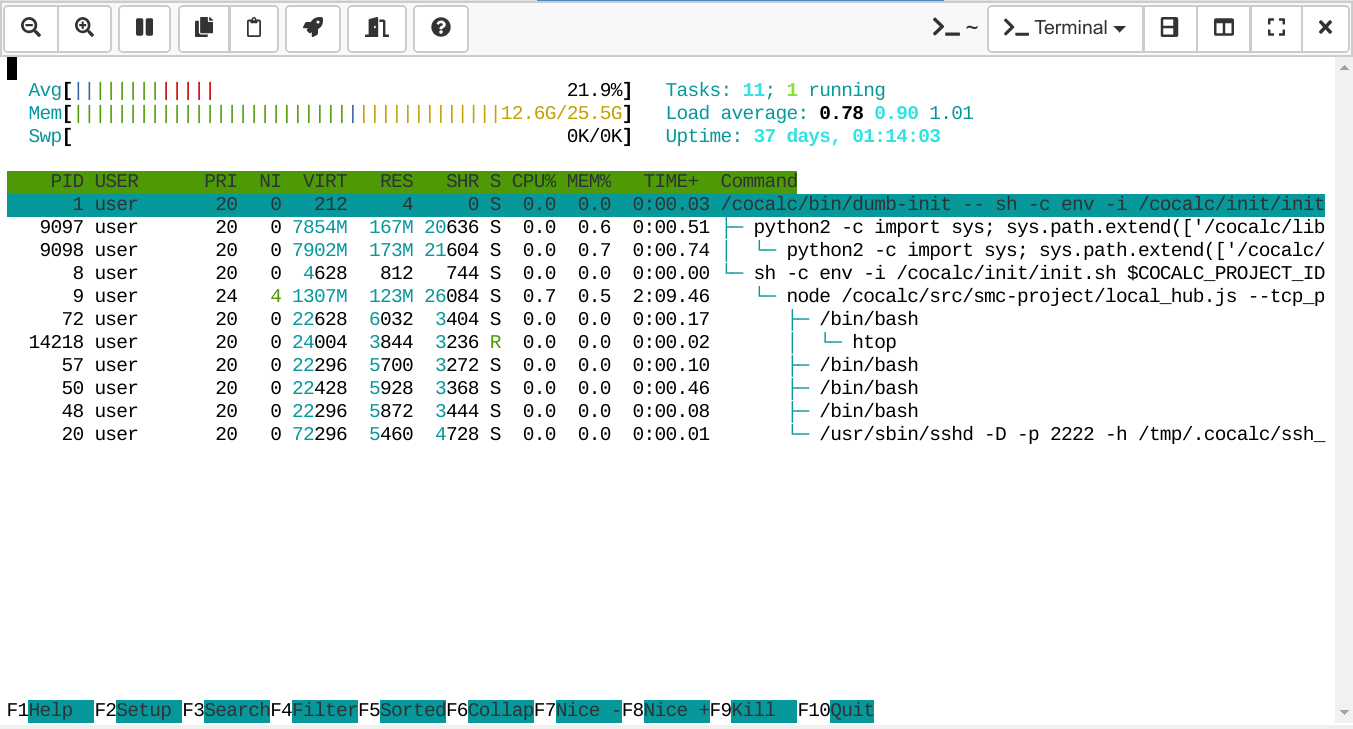 ~ Terminal
Avg[||||||||||||| 21.9%] Tasks: 11; 1 running
Mem[|||||||||||||||||||||||||||||||||||||||12.6G/25.5G] Load average: 0.78 0.90 1.01
Swp[ 0K/0K] Uptime: 37 days, 01:14:03
PID USER PRI NI VIRT RES SHR S CPU% MEM% TIME+ Command
1 user 20 0 212 4 0 S 0.0 0.0 0:00.03 /cocalc/bin/dumb-init -- sh -c env -i /cocalc/init/init
9097 user 20 0 7854M 167M 20636 S 0.0 0.6 0:00.51 ├─ python2 -c import sys; sys.path.extend(['/cocalc/lib
9098 user 20 0 7902M 173M 21604 S 0.0 0.7 0:00.74 │ └─ python2 -c import sys; sys.path.extend(['/cocalc/
8 user 20 0 4628 812 744 S 0.0 0.0 0:00.00 └─ sh -c env -i /cocalc/init/init.sh $COCALC_PROJECT_ID
9 user 24 4 1307M 123M 26084 S 0.7 0.5 2:09.46 └─ node /cocalc/src/smc-project/local_hub.js --tcp_p
72 user 20 0 22628 6032 3404 S 0.0 0.0 0:00.17 ├─ /bin/bash
14218 user 20 0 24004 3844 3236 R 0.0 0.0 0:00.02 │ └─ htop
57 user 20 0 22296 5700 3272 S 0.0 0.0 0:00.10 ├─ /bin/bash
50 user 20 0 22428 5928 3368 S 0.0 0.0 0:00.46 ├─ /bin/bash
48 user 20 0 22296 5872 3444 S 0.0 0.0 0:00.08 ├─ /bin/bash
20 user 20 0 72296 5460 4728 S 0.0 0.0 0:00.01 └─ /usr/sbin/sshd -D -p 2222 -h /tmp/.cocalc/ssh_
F1Help F2Setup F3SearchF4FilterF5SortedF6CollapF7Nice -F8Nice +F9Kill F10Quit